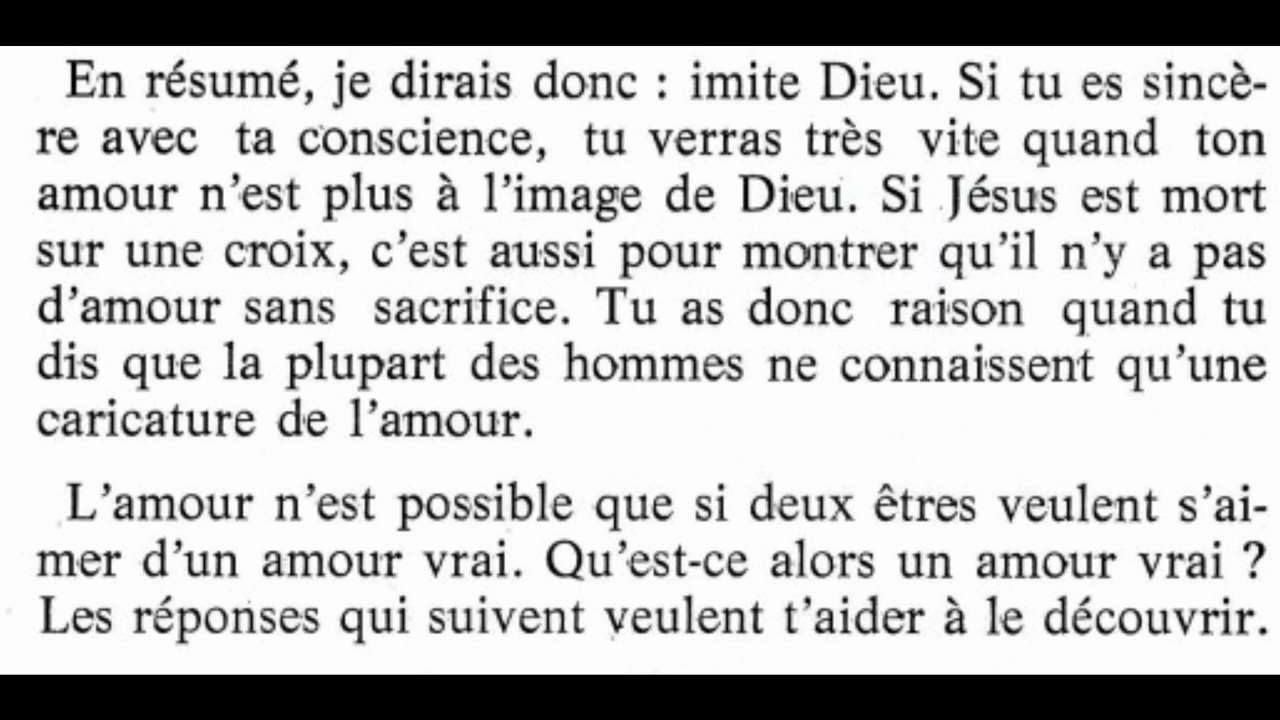 En résumé, je dirais donc : imite Dieu. Si tu es sincè-
re avec ta conscience, tu verras très vite quand ton
amour n’est plus à l’image de Dieu. Si Jésus est mort
sur une croix, c’est aussi pour montrer qu’il n’y a pas
d’amour sans sacrifice. Tu as donc raison quand tu
dis que la plupart des hommes ne connaissent qu’une
caricature de l’amour.
L’amour n’est possible que si deux êtres veulent s’ai-
mer d’un amour vrai. Qu’est-ce alors un amour vrai ?
Les réponses qui suivent veulent t’aider à le découvrir.